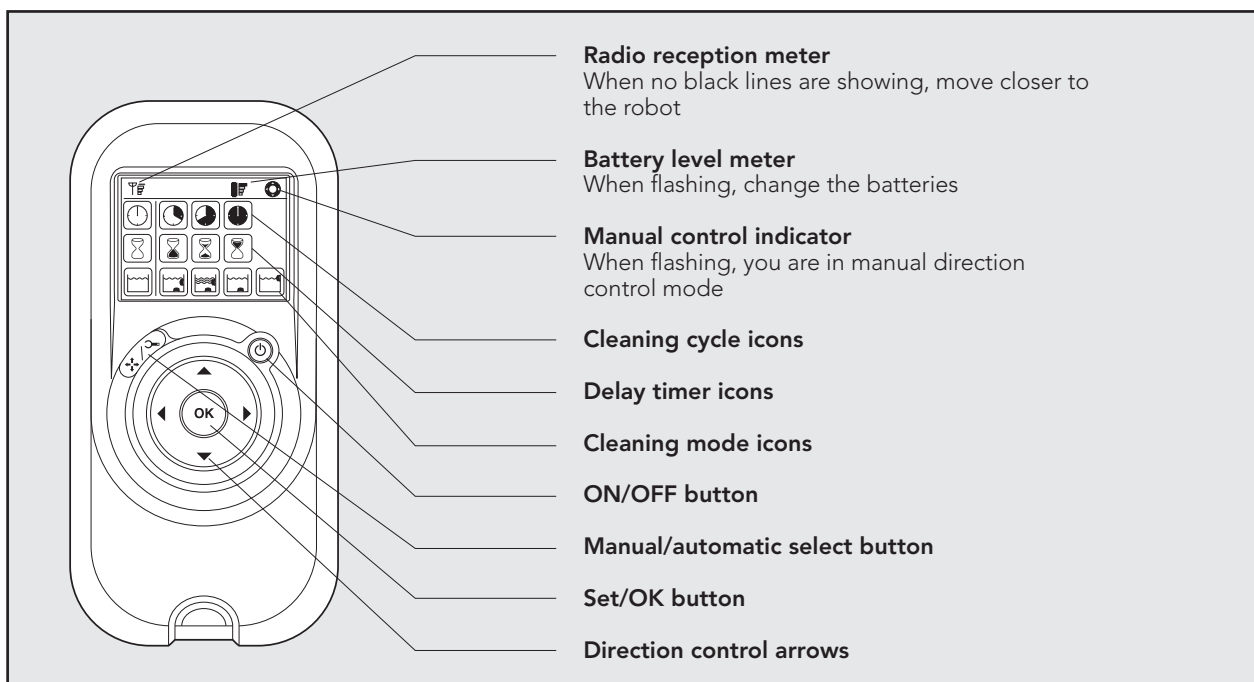 Radio reception meter
When no black lines are showing, move closer to
the robot
Battery level meter
When flashing, change the batteries
Manual control indicator
When flashing, you are in manual direction
control mode
Cleaning cycle icons
Delay timer icons
Cleaning mode icons
ON/OFF button
Manual/automatic select button
Set/OK button
Direction control arrows
OK